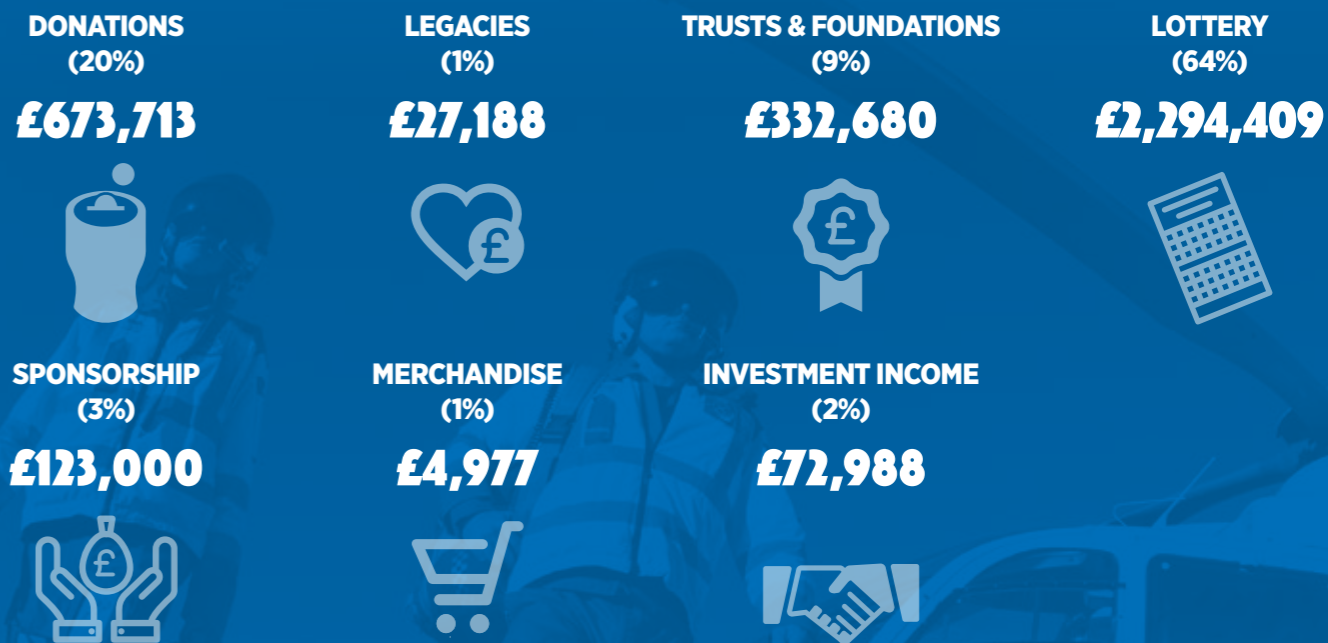 DONATIONS
(20%)
£673,713
LEGACIES
(1%)
£27,188
TRUSTS & FOUNDATIONS
(9%)
£332,680
LOTTERY
(64%)
£2,294,409
£
£
SPONSORSHIP
(3%)
£123,000
MERCHANDISE
(1%)
£4,977
INVESTMENT INCOME
(2%)
£72,988
£